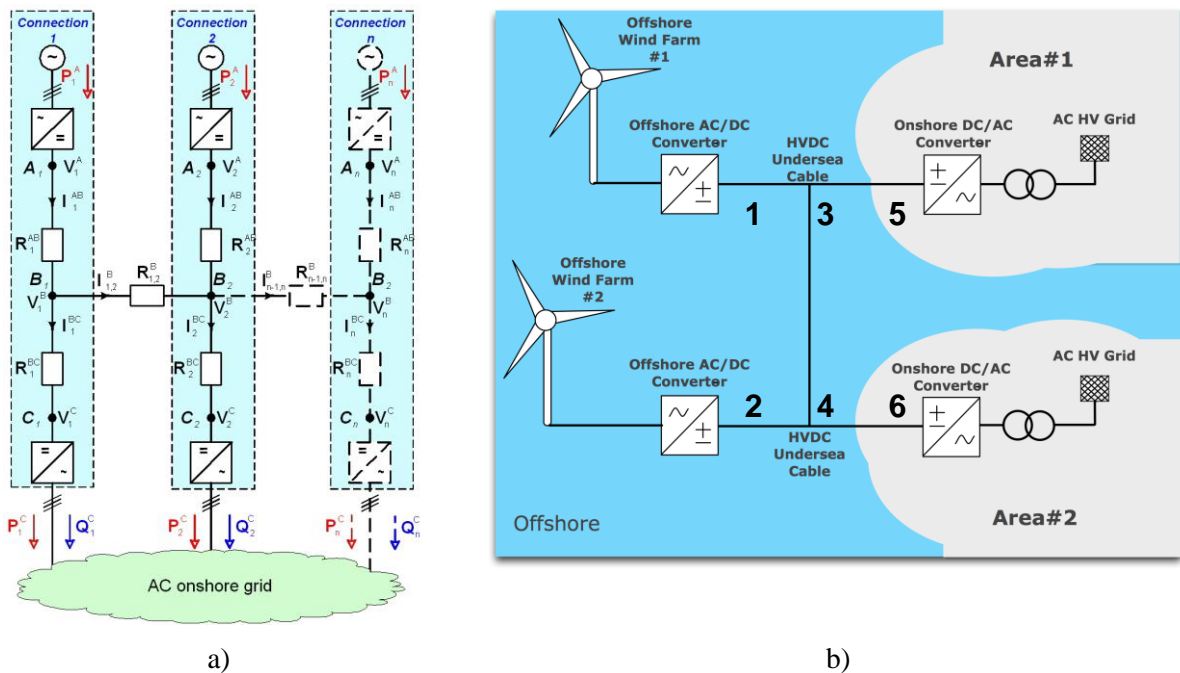 Connection 1
Connection 2
Connection n
~
~
~
P₁ᴬ
P₂ᴬ
Pₙᴬ
~ =
~ =
~ =
A₁ V₁ᴬ
A₂ V₂ᴬ
Aₙ Vₙᴬ
I₁ᴬᴮ
I₂ᴬᴮ
Iₙᴬᴮ
R₁ᴬᴮ
R₂ᴬᴮ
Rₙᴬᴮ
B₁ I₁,₂ᴮ R₁,₂ᴮ B₂ Iₙ₋₁,ₙᴮ Rₙ₋₁,ₙᴮ Bₙ
V₁ᴮ
V₂ᴮ
Vₙᴮ
I₁ᴮᶜ
I₂ᴮᶜ
Iₙᴮᶜ
R₁ᴮᶜ
R₂ᴮᶜ
Rₙᴮᶜ
C₁ V₁ᶜ
C₂ V₂ᶜ
Cₙ Vₙᶜ
= ~
= ~
= ~
P₁ᶜ Q₁ᶜ
P₂ᶜ Q₂ᶜ
Pₙᶜ Qₙᶜ
AC onshore grid
a)
Offshore
Wind Farm
#1
Area#1
Offshore AC/DC
Converter
HVDC
Undersea
Cable
Onshore DC/AC
Converter
AC HV Grid
1
3
5
Offshore
Wind Farm
#2
Offshore AC/DC
Converter
Onshore DC/AC
Converter
AC HV Grid
2
4
6
HVDC
Undersea
Cable
Offshore
Area#2
b)